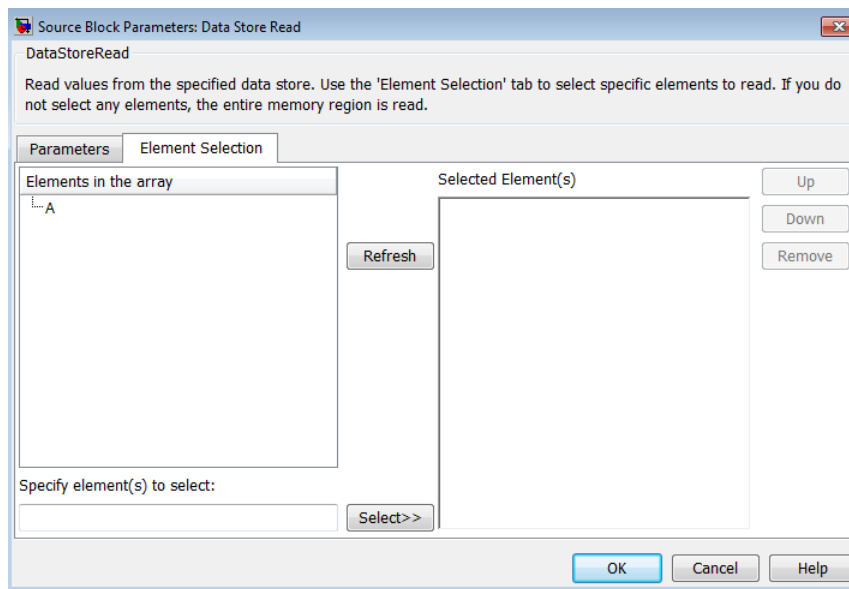 Source Block Parameters: Data Store Read
DataStoreRead
Read values from the specified data store. Use the 'Element Selection' tab to select specific elements to read. If you do
not select any elements, the entire memory region is read.
Parameters
Element Selection
Elements in the array
A
Refresh
Selected Element(s)
Up
Down
Remove
Specify element(s) to select:
Select>>
OK
Cancel
Help